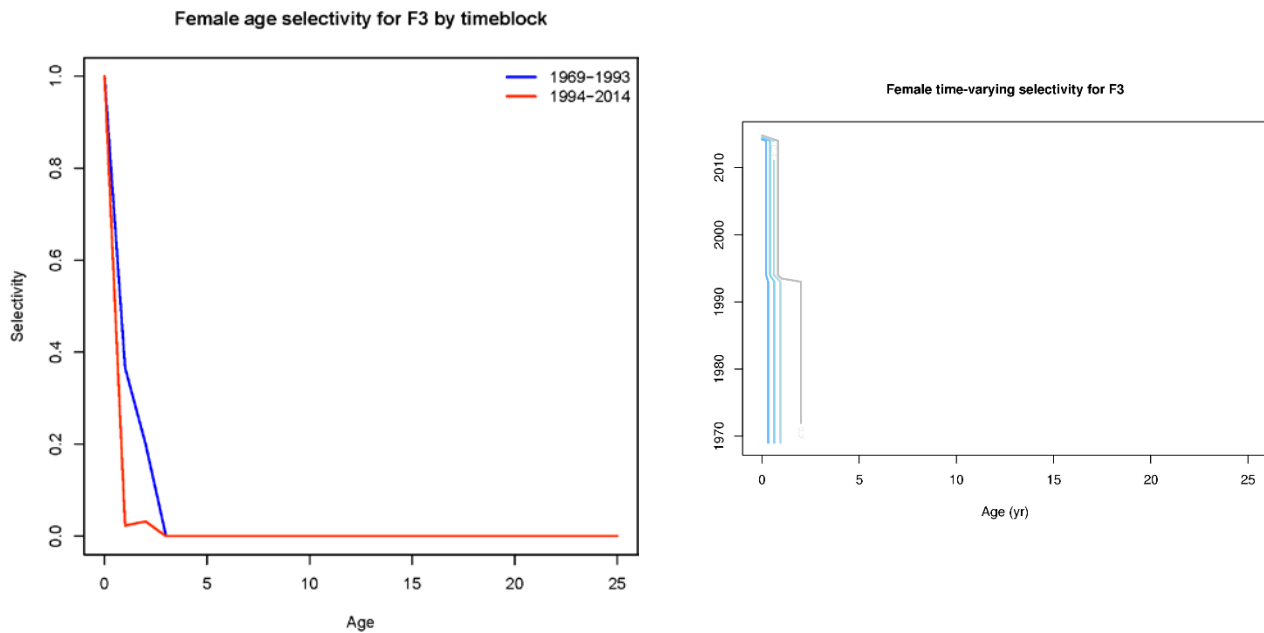 Female age selectivity for F3 by timeblock
1969−1993
1994−2014
Selectivity
0.0
0.2
0.4
0.6
0.8
1.0
0 5 10 15 20 25
Age
Female time-varying selectivity for F3
1970
1980
1990
2000
2010
0 5 10 15 20 25
Age (yr)